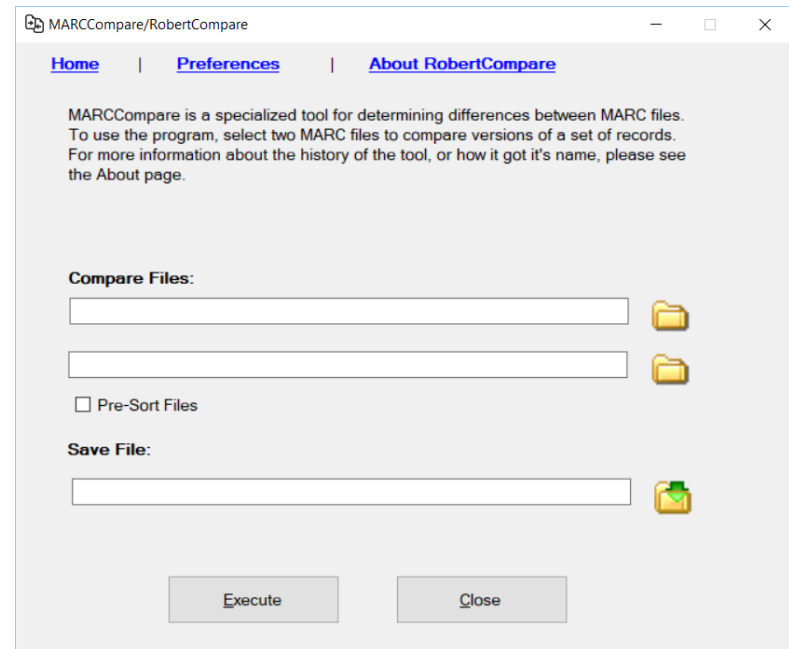 MARCCompare/RobertCompare
Home | Preferences | About RobertCompare
MARCCompare is a specialized tool for determining differences between MARC files.
To use the program, select two MARC files to compare versions of a set of records.
For more information about the history of the tool, or how it got it's name, please see
the About page.
Compare Files:
Pre-Sort Files
Save File:
Execute Close